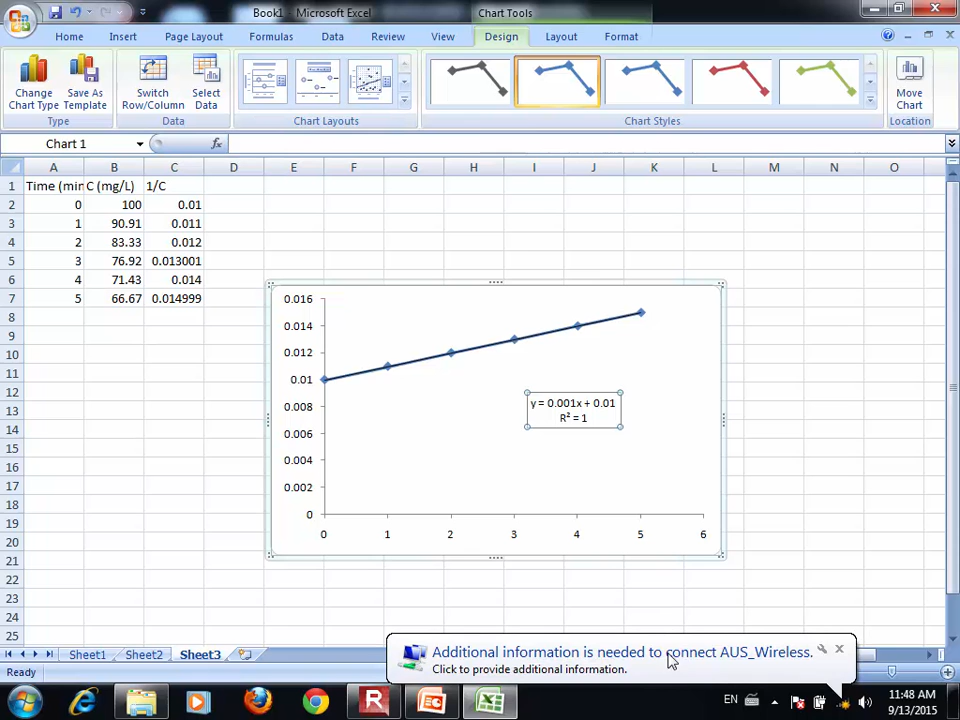 Book1 - Microsoft Excel
Chart Tools
Home Insert Page Layout Formulas Data Review View Design Layout Format
Change Chart Type
Save As Template
Switch Row/Column
Select Data
Move Chart
Type Data Chart Layouts Chart Styles Location
Chart 1 fx
A B C D E F G H I J K L M N O
1 Time (min C (mg/L) 1/C
2 0 100 0.01
3 1 90.91 0.011
4 2 83.33 0.012
5 3 76.92 0.013001
6 4 71.43 0.014
7 5 66.67 0.014999
8
9
10
11
12
13
14
15
16
17
18
19
20
21
22
23
24
25
0.016
0.014
0.012
0.01
0.008
0.006
0.004
0.002
0
y = 0.001x + 0.01
R² = 1
0 1 2 3 4 5 6
Sheet1 Sheet2 Sheet3
Additional information is needed to connect AUS_Wireless.
Click to provide additional information.
Ready
EN
11:48 AM
9/13/2015